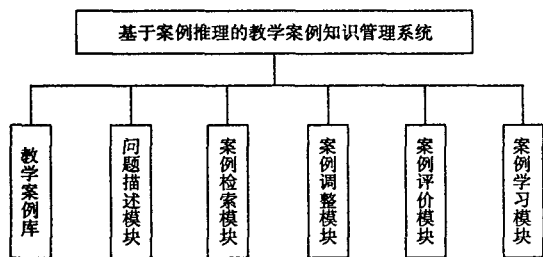 基于案例推理的教学案例知识管理系统
教学案例库
问题描述模块
案例检索模块
案例调整模块
案例评价模块
案例学习模块